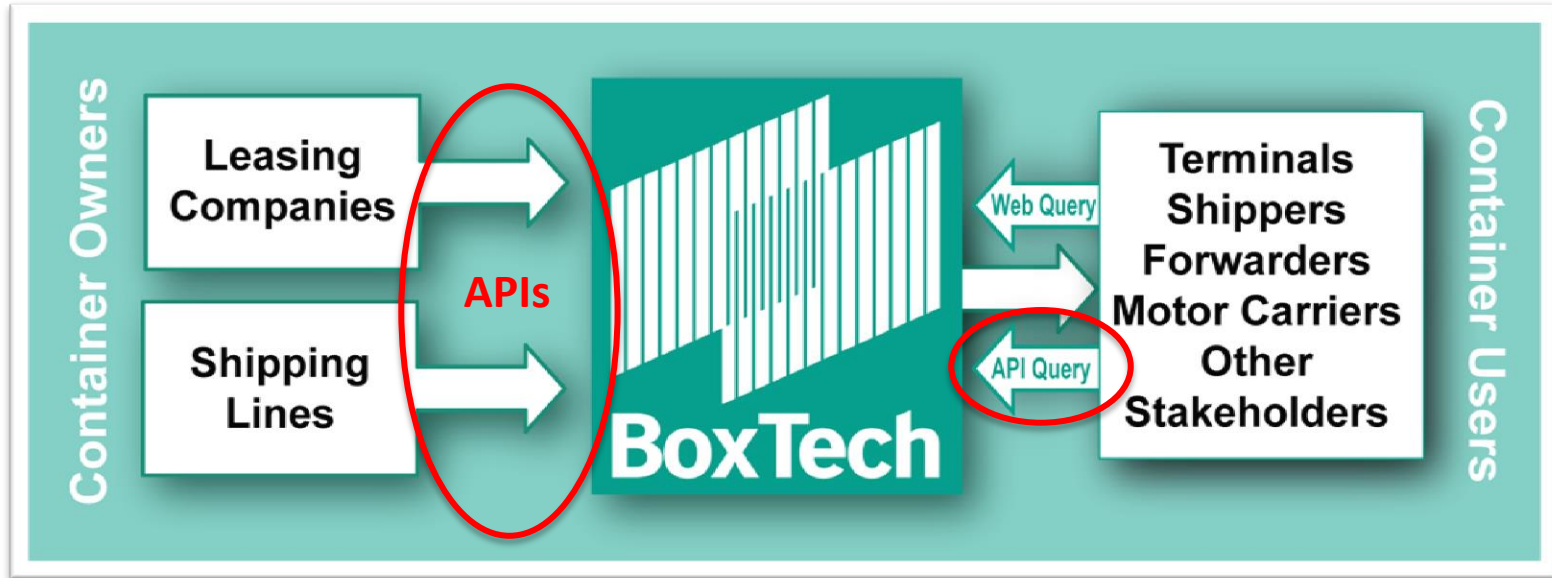 Container Owners
Leasing
Companies
Shipping
Lines
APIs
BoxTech
Web Query
API Query
Terminals
Shippers
Forwarders
Motor Carriers
Other
Stakeholders
Container Users